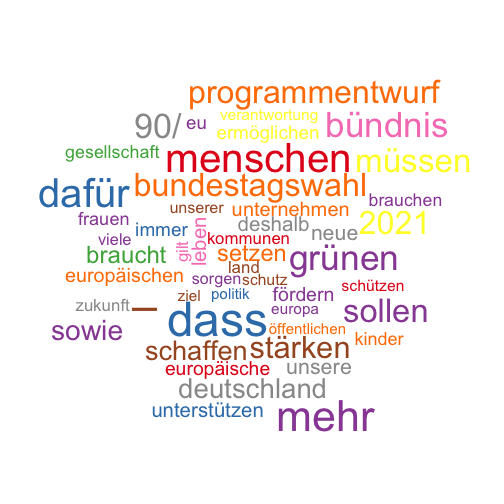 programmentwurf
90/ eu verantwortung
ermöglichen bündnis
gesellschaft menschen müssen
dafür bundestagswahl brauchen
frauen unserer unternehmen 2021
immer leben deshalb neue
viele gilt kommunen
braucht setzen grünen
europäischen sorgen land schutz
zukunft — ziel politik fördern schützen
europa sollen
sowie dass öffentlichen kinder
schaffen stärken
europäische unsere
deutschland
unterstützen mehr